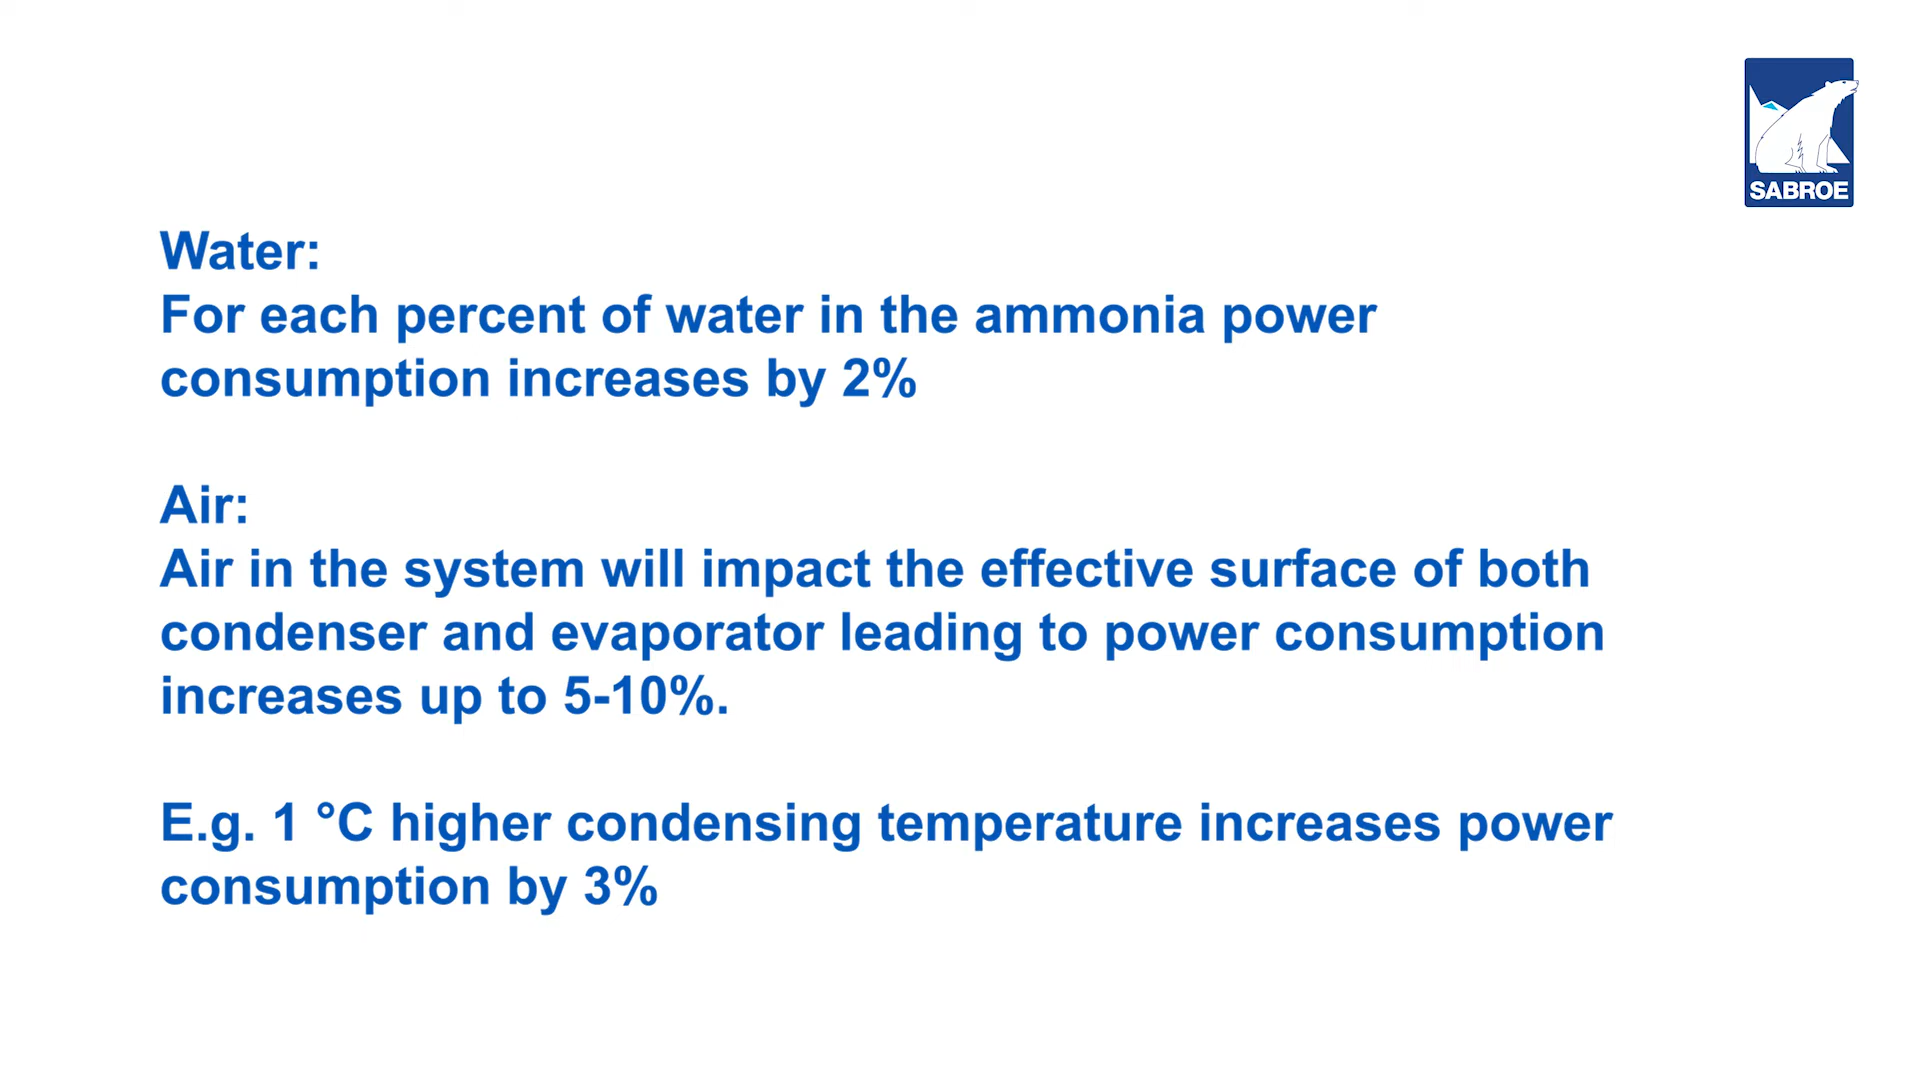 SABROE
Water:
For each percent of water in the ammonia power
consumption increases by 2%
Air:
Air in the system will impact the effective surface of both
condenser and evaporator leading to power consumption
increases up to 5-10%.
E.g. 1 °C higher condensing temperature increases power
consumption by 3%